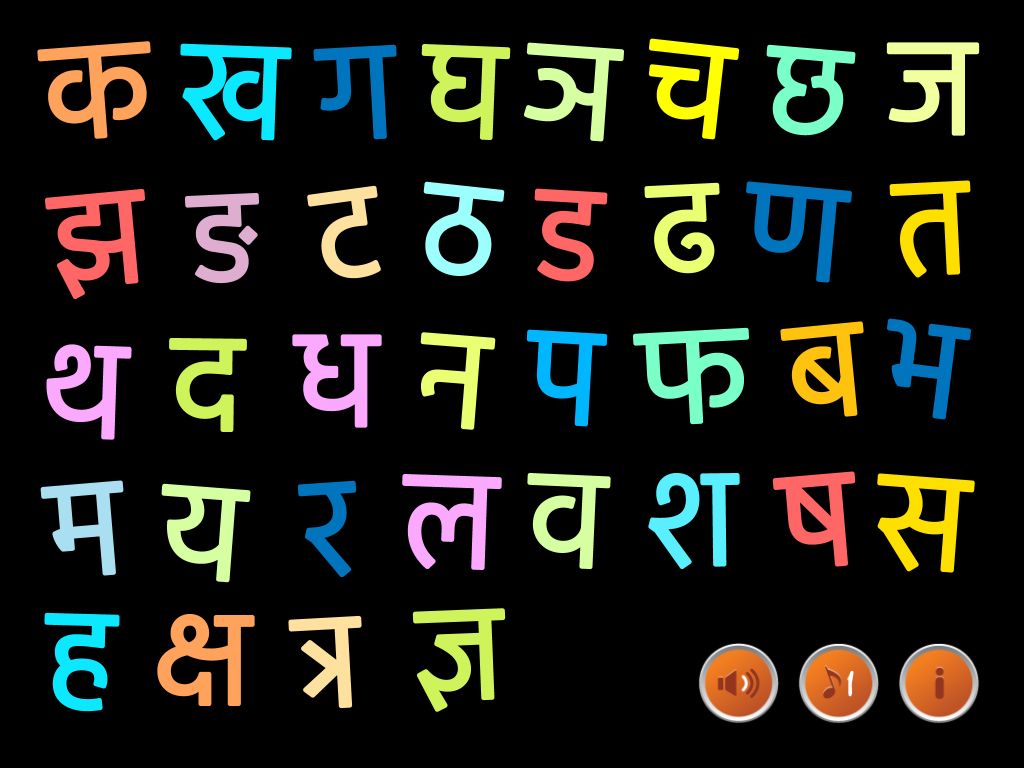 क ख ग घ ञ च छ ज
झ ङ ट ठ ड ढ ण त
थ द ध न प फ ब भ
म य र ल व श ष स
ह क्ष त्र ज्ञ